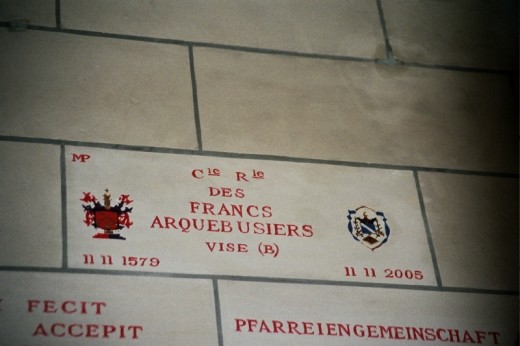 MP
Cie Rle
DES
FRANCS
ARQUEBUSIERS
VISE (B)
11 11 1579
11 11 2005
FECIT
ACCEPIT
PFARREIENGEMEINSCHAFT